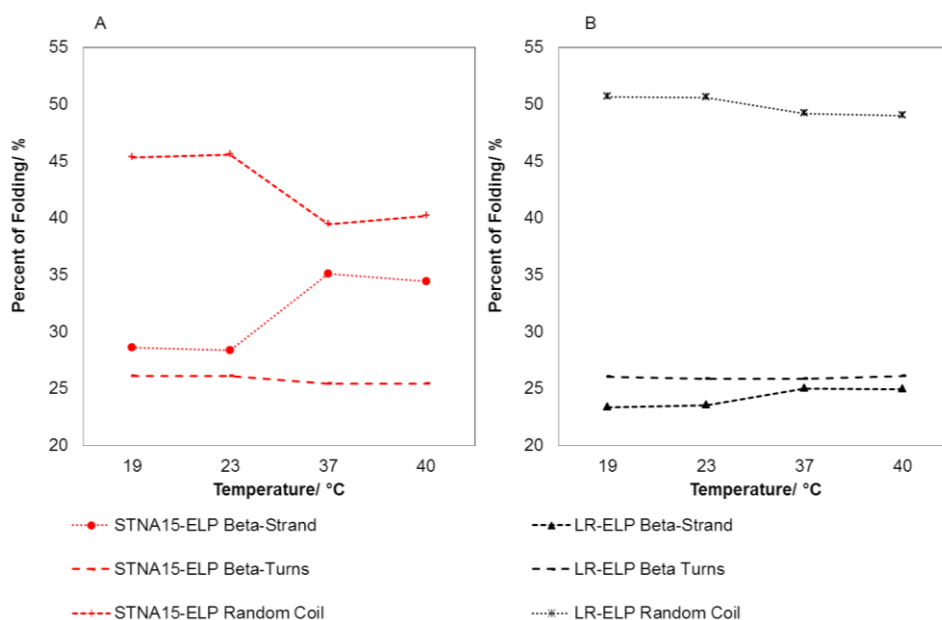 A
55
50
45
40
35
30
25
20
Percent of Folding/ %
19 23 37 40
Temperature/ °C
STNA15-ELP Beta-Strand
STNA15-ELP Beta-Turns
STNA15-ELP Random Coil
B
55
50
45
40
35
30
25
20
Percent of Folding/ %
19 23 37 40
Temperature/ °C
LR-ELP Beta-Strand
LR-ELP Beta Turns
LR-ELP Random Coil